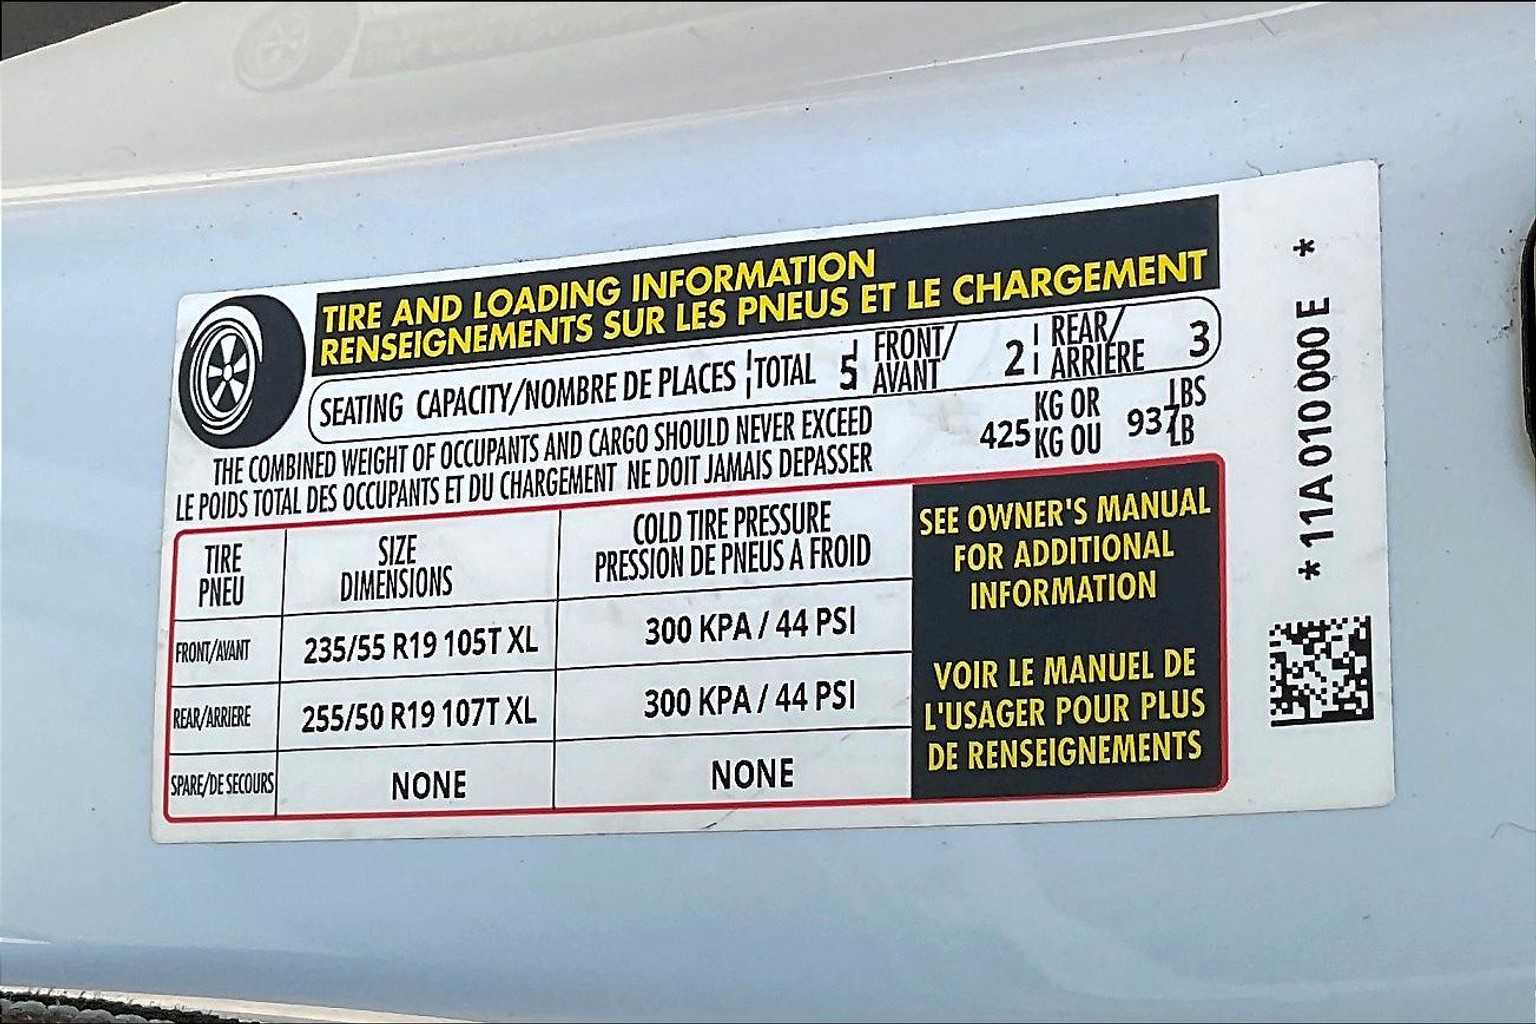 TIRE AND LOADING INFORMATION
RENSEIGNEMENTS SUR LES PNEUS ET LE CHARGEMENT
SEATING CAPACITY/NOMBRE DE PLACES TOTAL 5 FRONT/AVANT 2 REAR/ARRIÈRE 3
THE COMBINED WEIGHT OF OCCUPANTS AND CARGO SHOULD NEVER EXCEED 425 KG OR 937 LBS
LE POIDS TOTAL DES OCCUPANTS ET DU CHARGEMENT NE DOIT JAMAIS DEPASSER KG OU LB
TIRE SIZE COLD TIRE PRESSURE
PNEU DIMENSIONS PRESSION DE PNEUS A FROID
FRONT/AVANT 235/55 R19 105T XL 300 KPA / 44 PSI
REAR/ARRIERE 255/50 R19 107T XL 300 KPA / 44 PSI
SPARE/DE SECOURS NONE NONE
SEE OWNER'S MANUAL
FOR ADDITIONAL
INFORMATION
VOIR LE MANUEL DE
L'USAGER POUR PLUS
DE RENSEIGNEMENTS
* 11A 010 000 E *